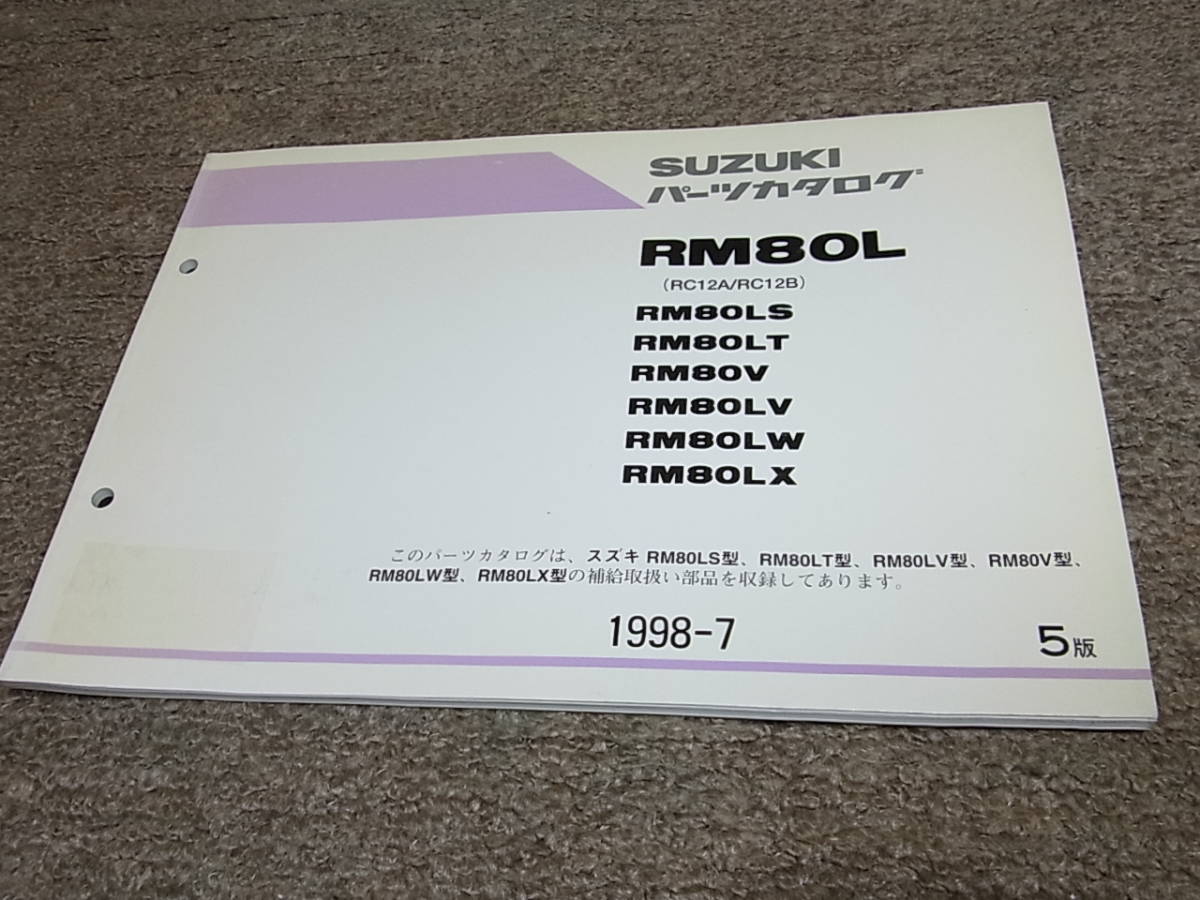 SUZUKI
パーツカタログ
RM80L
(RC12A/RC12B)
RM80LS
RM80LT
RM80V
RM80LV
RM80LW
RM80LX
このパーツカタログは、スズキ RM80LS型、RM80LT型、RM80LV型、RM80V型、
RM80LW型、RM80LX型の補給取扱い部品を収録してあります。
1998-7
5版